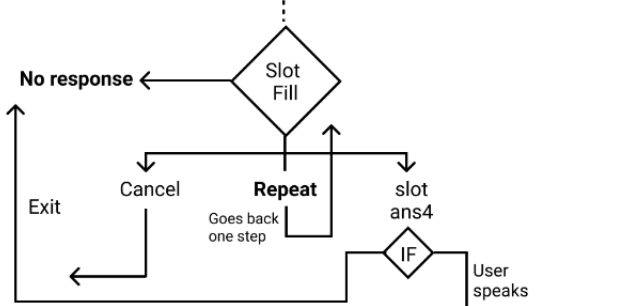 Slot
Fill
No response
Cancel
Repeat
slot
ans4
Exit
Goes back
one step
IF
User
speaks